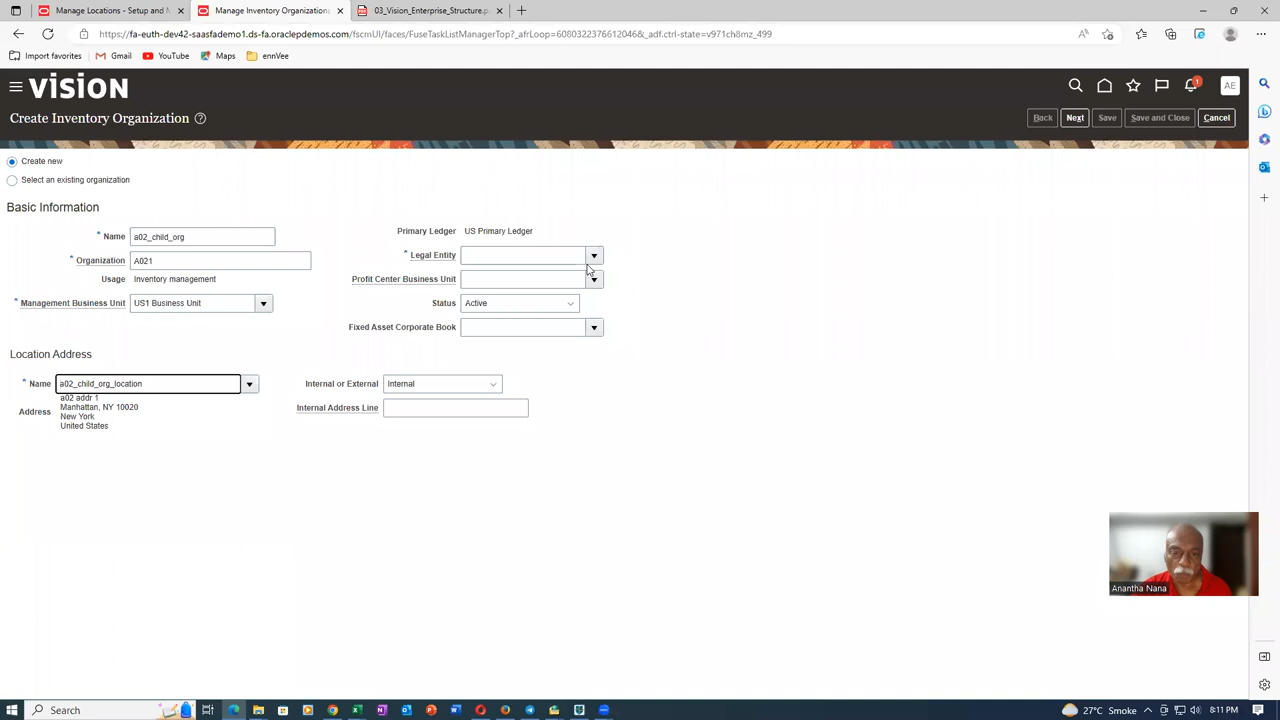 Manage Locations - Setup and M
Manage Inventory Organization
03_Vision_Enterprise_Structure.p
https://fa-euth-dev42-saasfademo1.ds-fa.oraclepdemos.com/fscmUI/faces/FuseTaskListManagerTop?_afrLoop=6080322376612046&_adf.ctrl-state=v971ch8mz_499
Import favorites
Gmail
YouTube
Maps
ennVee
VISION
1
AE
Create Inventory Organization
Back
Next
Save
Save and Close
Cancel
Create new
Select an existing organization
Basic Information
* Name a02_child_org
* Organization A021
Usage Inventory management
* Management Business Unit US1 Business Unit
Primary Ledger US Primary Ledger
* Legal Entity
Profit Center Business Unit
Status Active
Fixed Asset Corporate Book
Location Address
* Name a02_child_org_location
Address a02 addr 1
Manhattan, NY 10020
New York
United States
Internal or External Internal
Internal Address Line
Anantha Nana
Search
27°C Smoke
8:11 PM